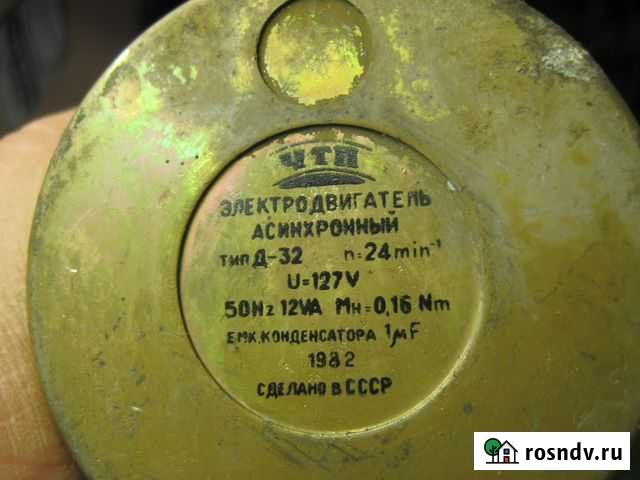 ЧТП
ЭЛЕКТРОДВИГАТЕЛЬ
АСИНХРОННЫЙ
тип Д-32 n=24 min⁻¹
U=127V
50Hz 12VA Мн=0,16 Nm
ЕМК.КОНДЕНСАТОРА 1μF
1982
СДЕЛАНО В СССР
rosndv.ru